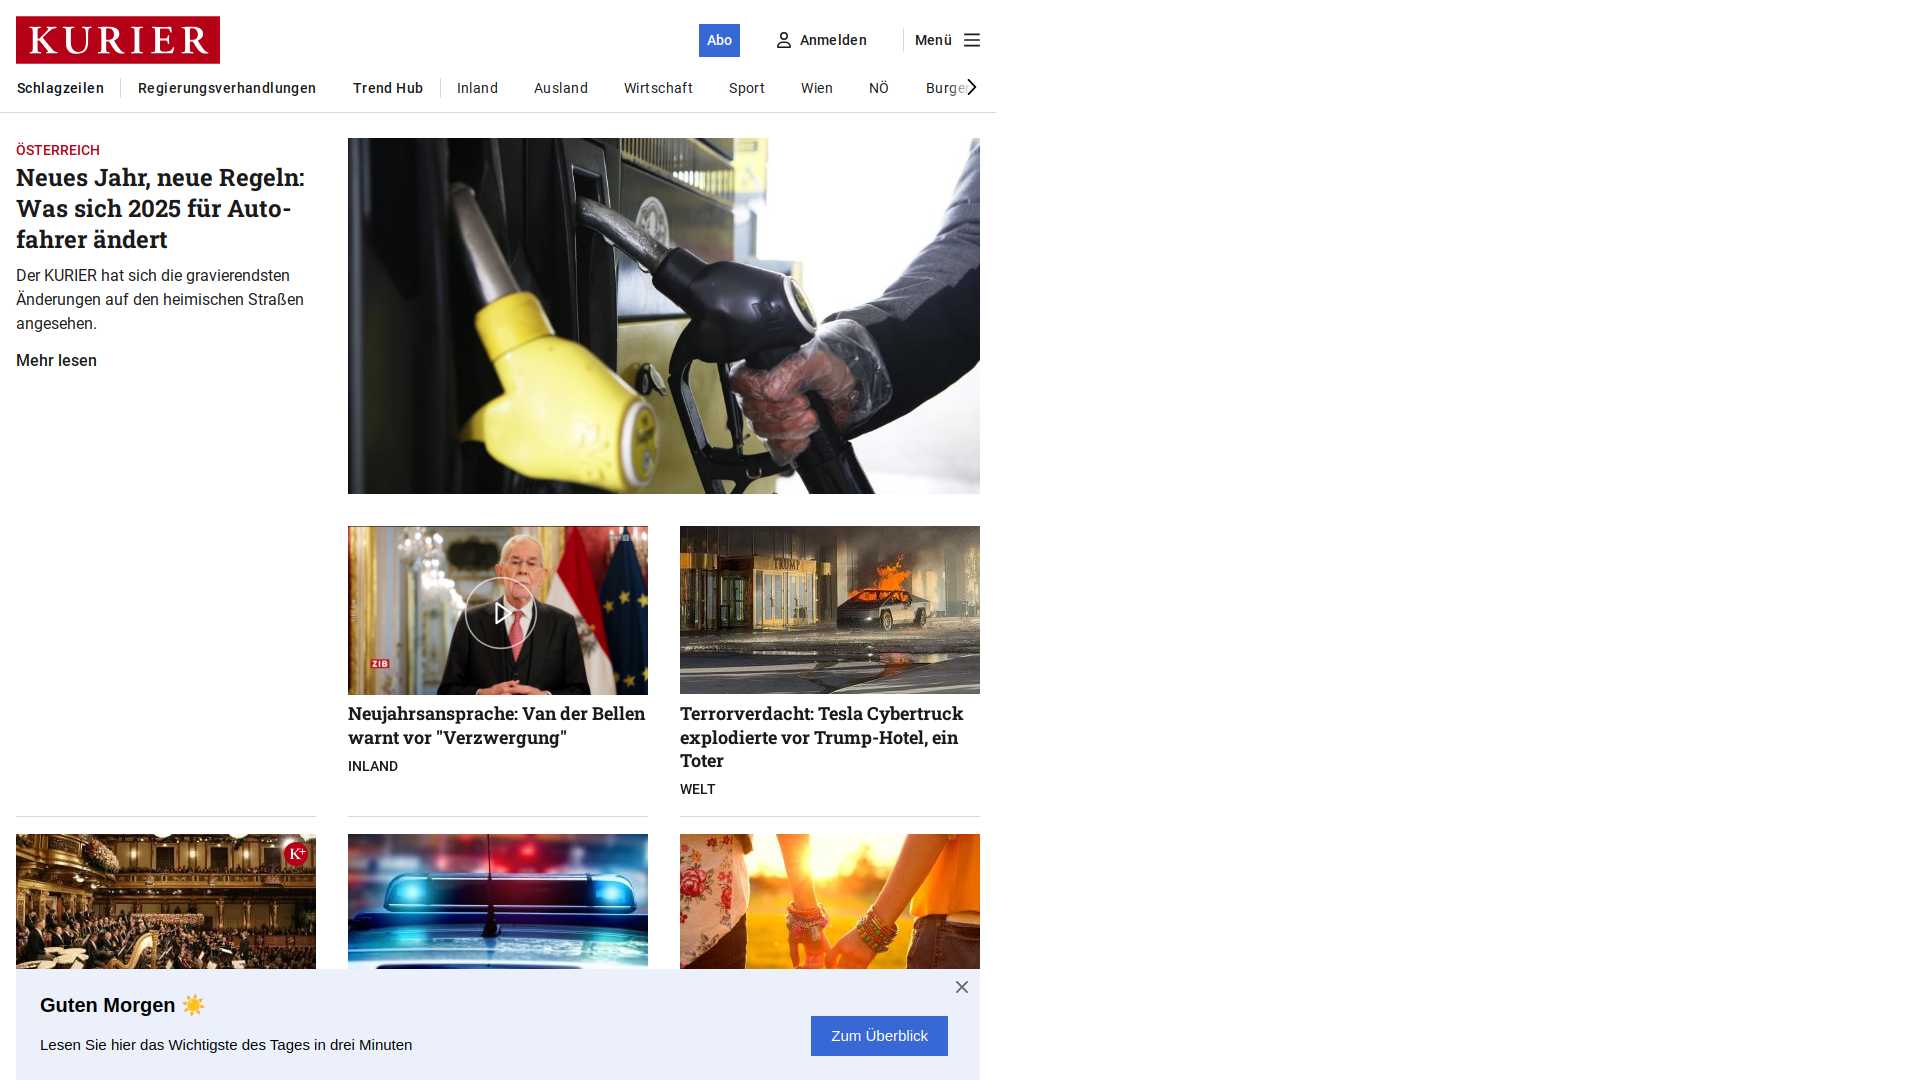 KURIER
Abo
Anmelden
Menü
Schlagzeilen
Regierungsverhandlungen
Trend Hub
Inland
Ausland
Wirtschaft
Sport
Wien
NÖ
ÖSTERREICH
Neues Jahr, neue Regeln:
Was sich 2025 für Auto-
fahrer ändert
Der KURIER hat sich die gravierendsten
Änderungen auf den heimischen Straßen
angesehen.
Mehr lesen
ZIB
TRUMP
Neujahrsansprache: Van der Bellen
warnt vor "Verzwergung"
INLAND
Terrorverdacht: Tesla Cybertruck
explodierte vor Trump-Hotel, ein
Toter
WELT
K+
Guten Morgen ☀️
Lesen Sie hier das Wichtigste des Tages in drei Minuten
Zum Überblick